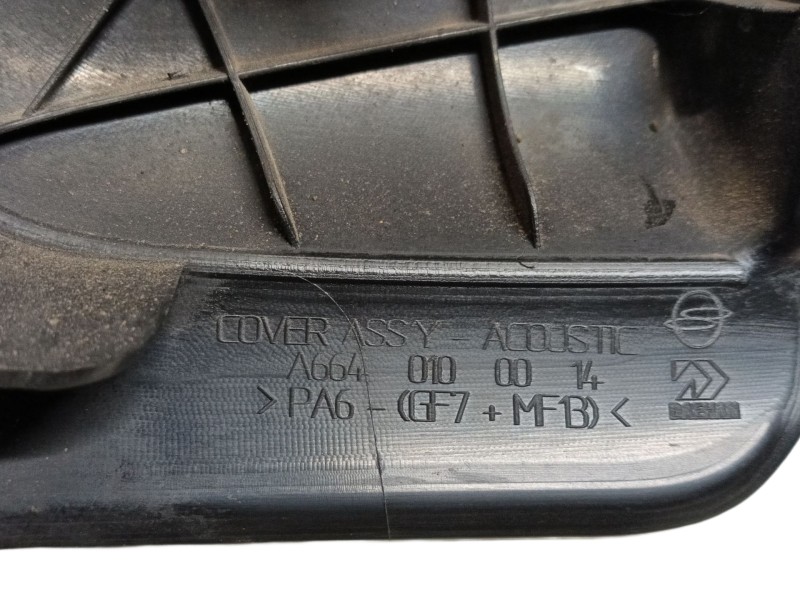 COVER ASS'Y - ACOUSTIC
A664 010 00 14
>PA6-(GF7+MF13)<